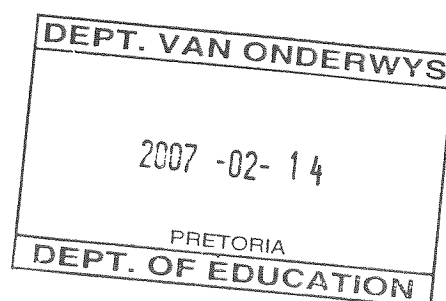 DEPT. VAN ONDERWYS
2007 -02- 14
PRETORIA
DEPT. OF EDUCATION